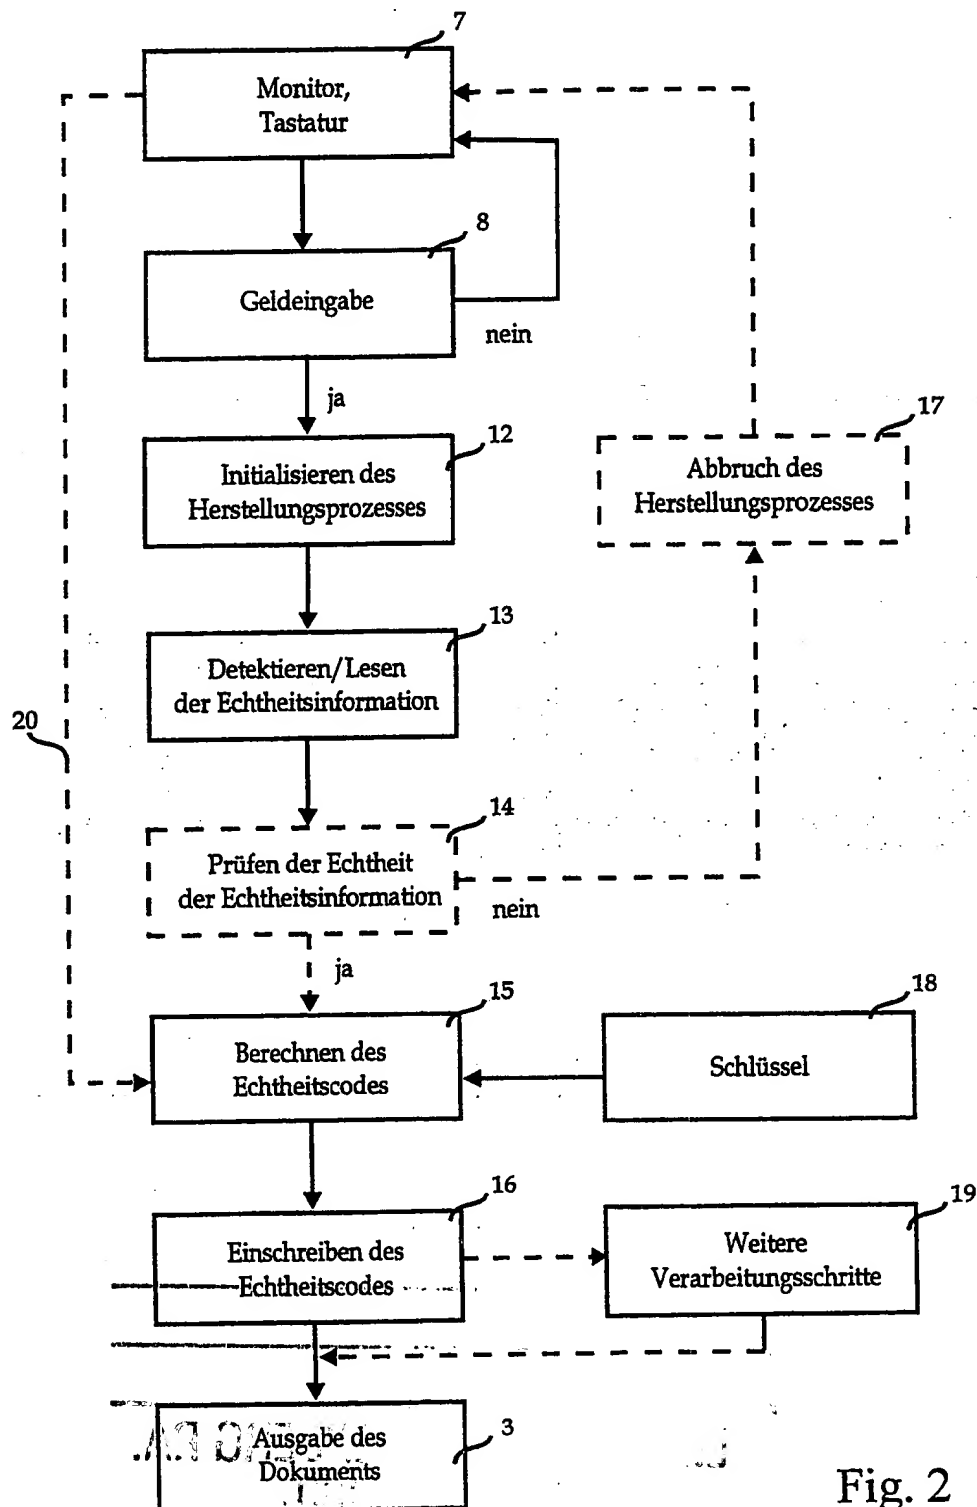 7
Monitor,
Tastatur
8
Geldeingabe
nein
ja
12
Initialisieren des
Herstellungsprozesses
17
Abbruch des
Herstellungsprozesses
13
Detektieren/Lesen
der Echtheitsinformation
20
14
Prüfen der Echtheit
der Echtheitsinformation
nein
ja
15
Berechnen des
Echtheitscodes
18
Schlüssel
16
Einschreiben des
Echtheitscodes
19
Weitere
Verarbeitungsschritte
3
Ausgabe des
Dokuments
Fig. 2